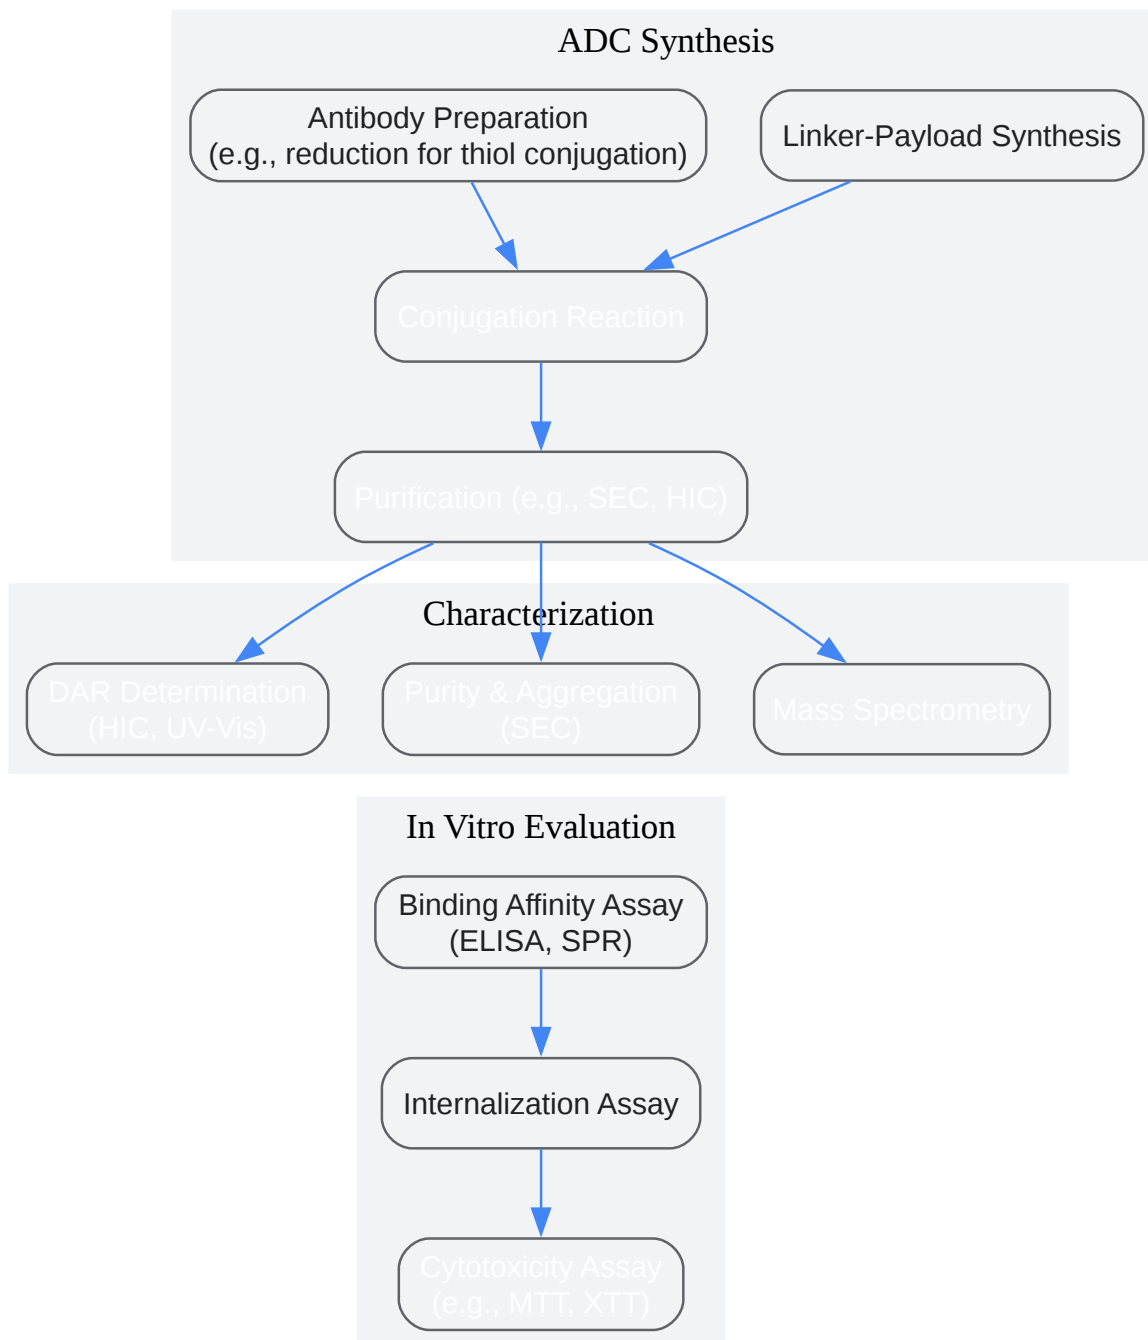 ADC Synthesis
Antibody Preparation
(e.g., reduction for thiol conjugation)
Linker-Payload Synthesis
Conjugation Reaction
Purification (e.g., SEC, HIC)
Characterization
DAR Determination
(HIC, UV-Vis)
Purity & Aggregation
(SEC)
Mass Spectrometry
In Vitro Evaluation
Binding Affinity Assay
(ELISA, SPR)
Internalization Assay
Cytotoxicity Assay
(e.g., MTT, XTT)